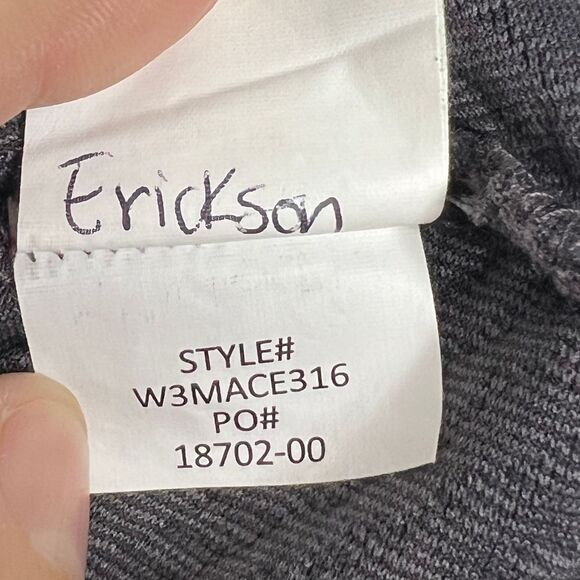 Erickson
STYLE#
W3MACE316
PO#
18702-00